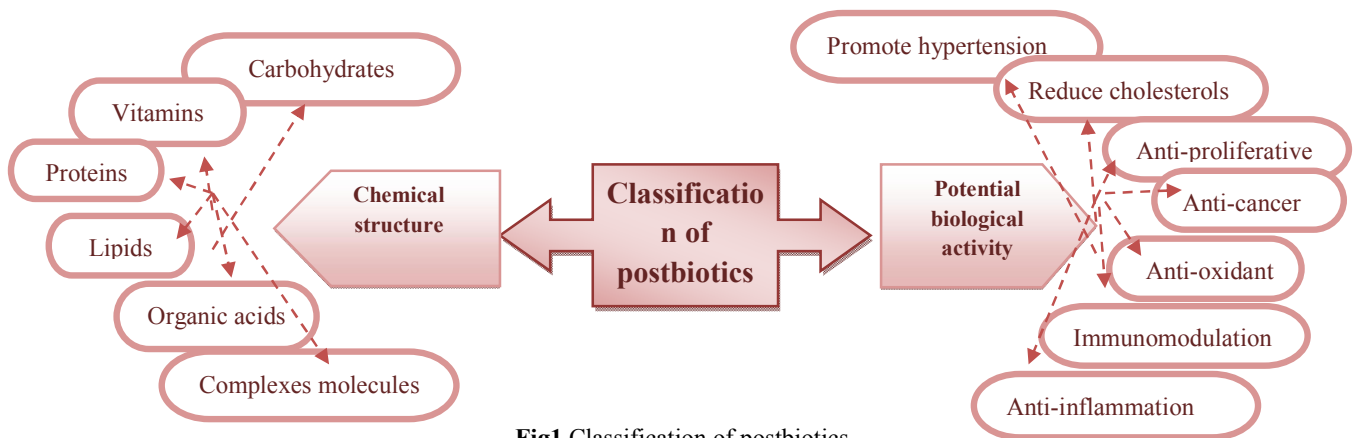 Carbohydrates
Vitamins
Proteins
Lipids
Organic acids
Complexes molecules
Chemical
structure
Classificatio
n of
postbiotics
Potential
biological
activity
Promote hypertension
Reduce cholesterols
Anti-proliferative
Anti-cancer
Anti-oxidant
Immunomodulation
Anti-inflammation
Fig1 Classification of postbiotics